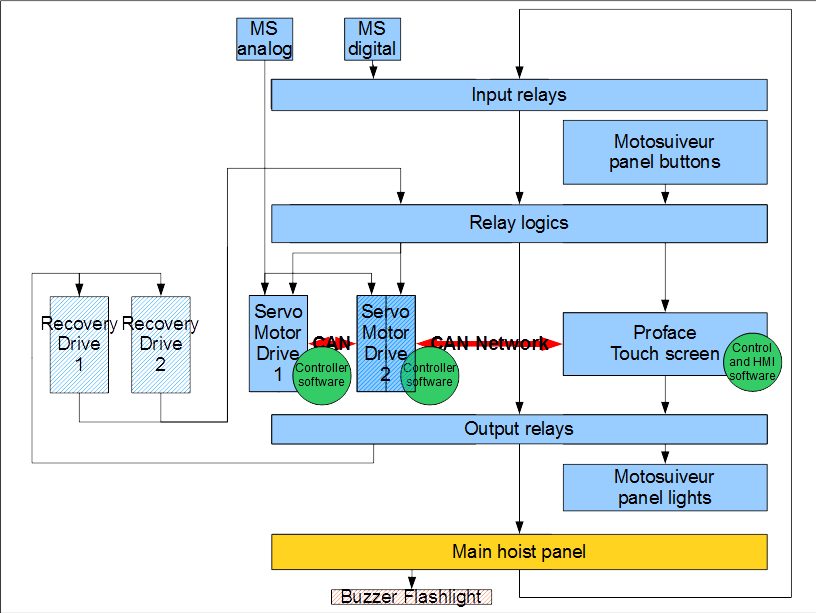 MS
analog
MS
digital
Input relays
Motosuiveur
panel buttons
Relay logics
Recovery
Drive
1
Recovery
Drive
2
Servo
Motor
Drive
1
CAN
Controller
software
Servo
Motor
Drive
2
Controller
software
CAN Network
Proface
Touch screen
Control
and HMI
software
Output relays
Motosuiveur
panel lights
Main hoist panel
Buzzer Flashlight